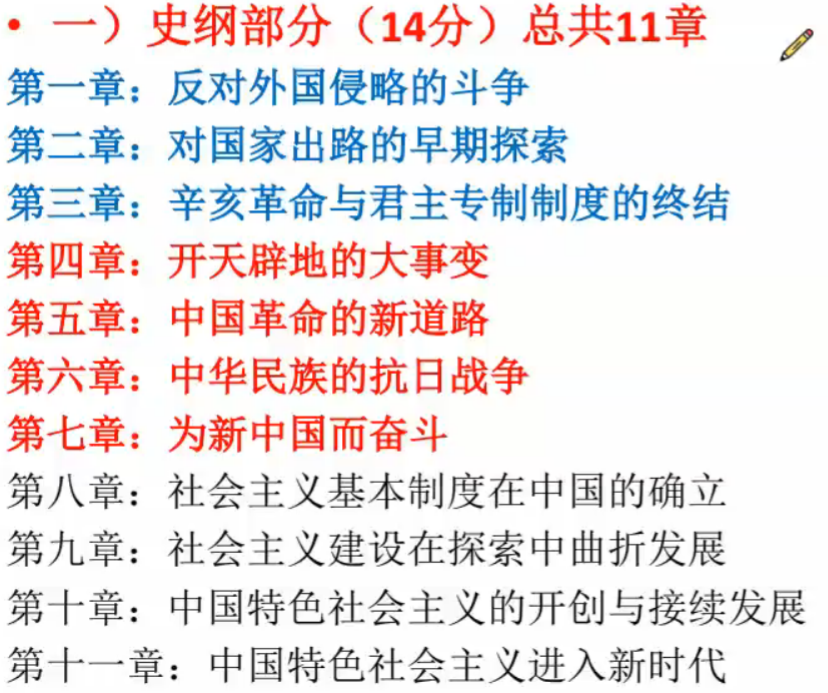 • 一）史纲部分（14分）总共11章
第一章：反对外国侵略的斗争
第二章：对国家出路的早期探索
第三章：辛亥革命与君主专制制度的终结
第四章：开天辟地的大事变
第五章：中国革命的新道路
第六章：中华民族的抗日战争
第七章：为新中国而奋斗
第八章：社会主义基本制度在中国的确立
第九章：社会主义建设在探索中曲折发展
第十章：中国特色社会主义的开创与接续发展
第十一章：中国特色社会主义进入新时代